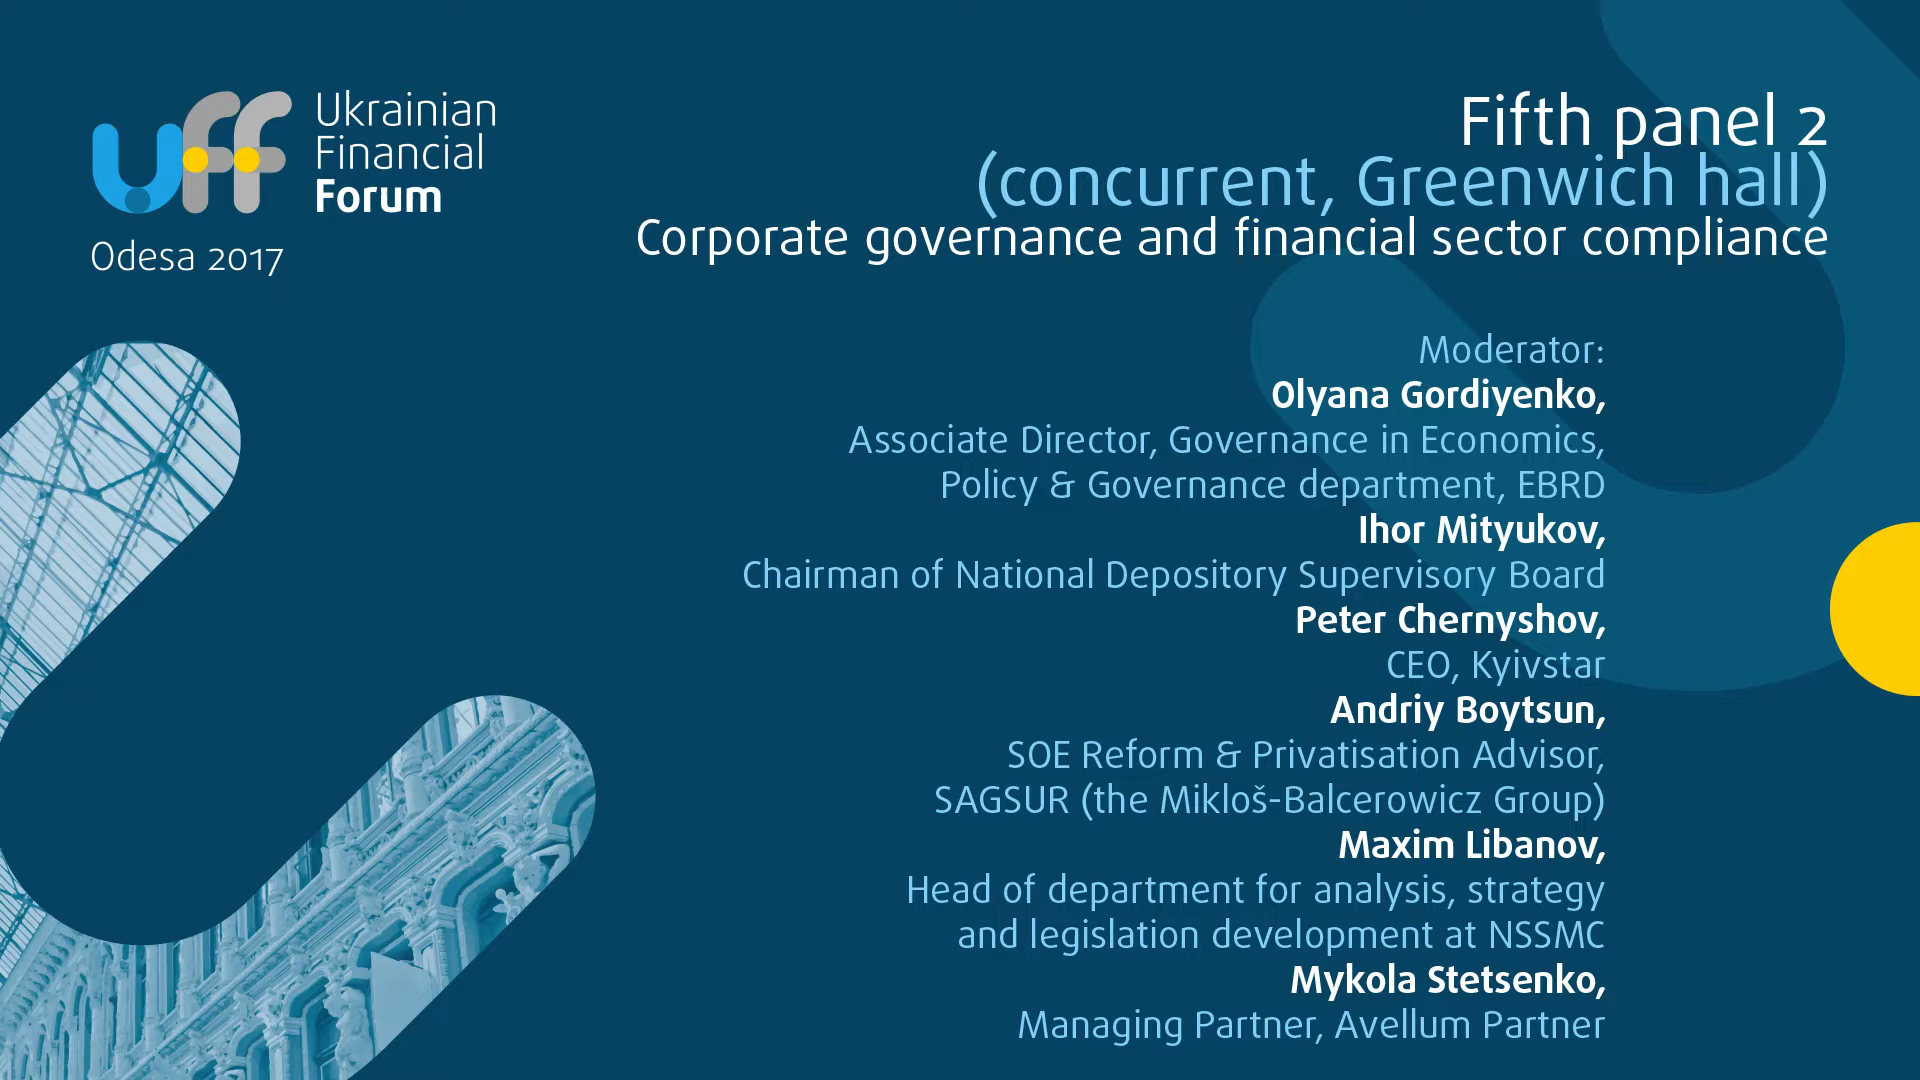 uff
Ukrainian
Financial
Forum
Odesa 2017
Fifth panel 2
(concurrent, Greenwich hall)
Corporate governance and financial sector compliance
Moderator:
Olyana Gordiyenko,
Associate Director, Governance in Economics,
Policy & Governance department, EBRD
Ihor Mityukov,
Chairman of National Depository Supervisory Board
Peter Chernyshov,
CEO, Kyivstar
Andriy Boytsun,
SOE Reform & Privatisation Advisor,
SAGSUR (the Mikloš-Balcerowicz Group)
Maxim Libanov,
Head of department for analysis, strategy
and legislation development at NSSMC
Mykola Stetsenko,
Managing Partner, Avellum Partner